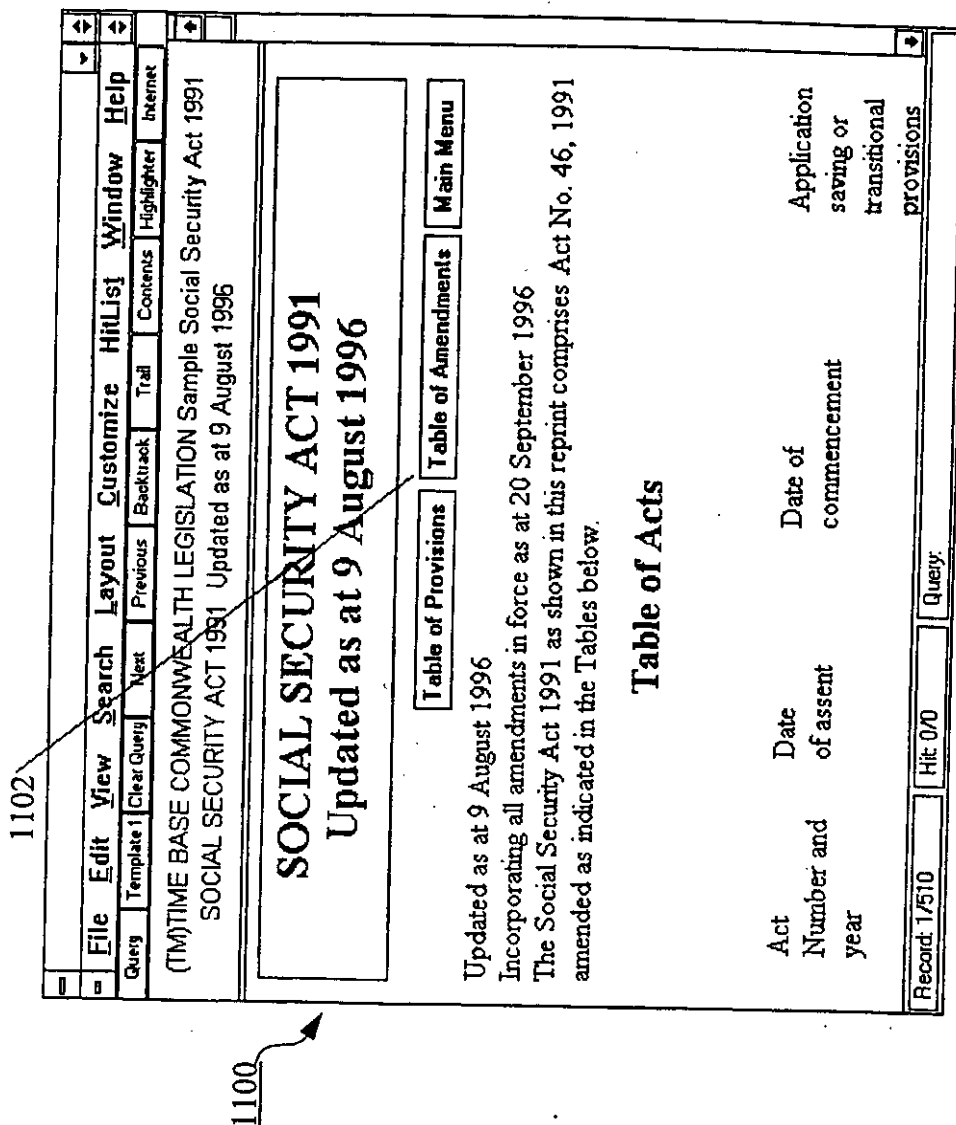 1102
File Edit View Search Layout Customize HitList Window Help
Query Template 1 Clear Query Next Previous Backtrack Trail Contents Highlighter Internet
(TM)TIME BASE COMMONWEALTH LEGISLATION Sample Social Security Act 1991
SOCIAL SECURITY ACT 1991 Updated as at 9 August 1996
1100
SOCIAL SECURITY ACT 1991
Updated as at 9 August 1996
Table of Provisions Table of Amendments Main Menu
Updated as at 9 August 1996
Incorporating all amendments in force as at 20 September 1996
The Social Security Act 1991 as shown in this reprint comprises Act No. 46, 1991
amended as indicated in the Tables below.
Table of Acts
Act Date Date of Application
Number and of assent commencement saving or
year transitional
provisions
Record: 1/510 Hit: 0/0 Query: